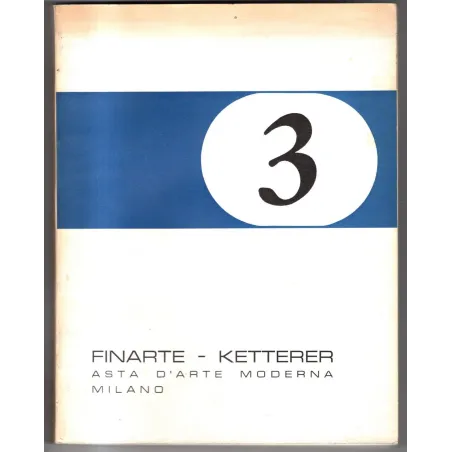 3
FINARTE - KETTERER
ASTA D'ARTE MODERNA
MILANO